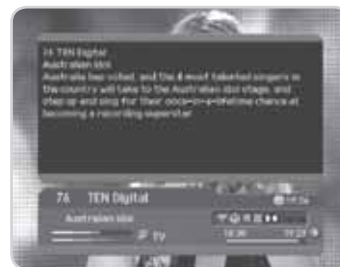 76 TEN Digital
Australian Idol
Australia has voted, and the 8 most talented singers in
the country will take to the Australian Idol stage, and
step up and sing for their once-in-a-lifetime chance at
becoming a recording superstar
76 TEN Digital
Australian Idol
TV
18:30